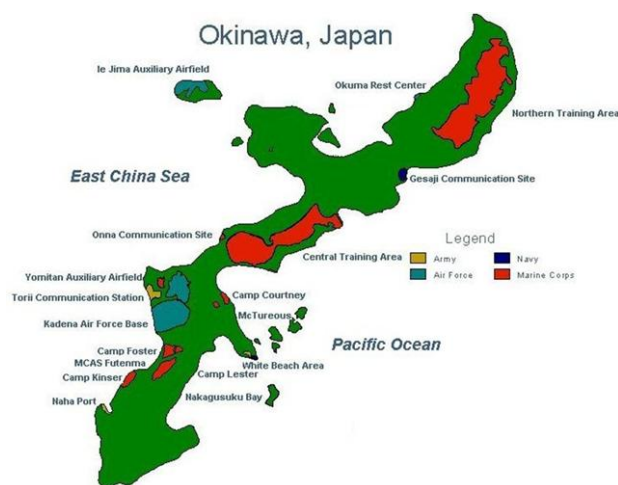 Okinawa, Japan
Ie Jima Auxiliary Airfield
Okuma Rest Center
Northern Training Area
East China Sea
Gesaji Communication Site
Onna Communication Site
Legend
Army
Navy
Air Force
Marine Corps
Central Training Area
Yomitan Auxiliary Airfield
Torii Communication Station
Camp Courtney
McTureous
Kadena Air Force Base
Pacific Ocean
Camp Foster
MCAS Futenma
White Beach Area
Camp Kinser
Camp Lester
Naha Port
Nakagusuku Bay